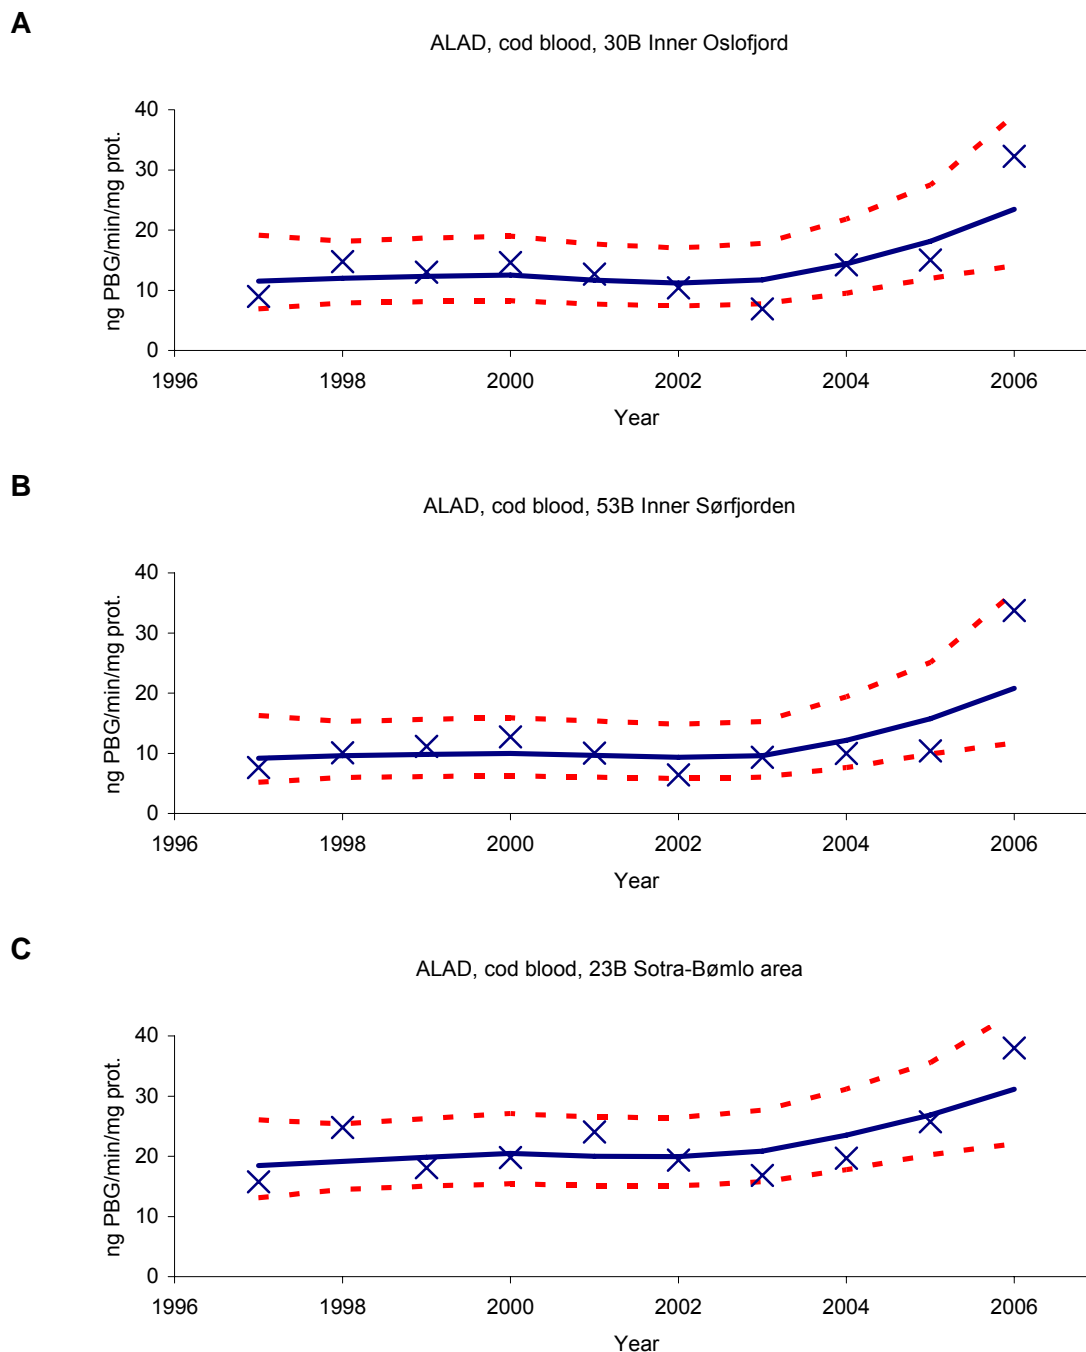 A
ALAD, cod blood, 30B Inner Oslofjord
ng PBG/min/mg prot.
40
30
20
10
0
1996 1998 2000 2002 2004 2006
Year
B
ALAD, cod blood, 53B Inner Sørfjorden
ng PBG/min/mg prot.
40
30
20
10
0
1996 1998 2000 2002 2004 2006
Year
C
ALAD, cod blood, 23B Sotra-Bømlo area
ng PBG/min/mg prot.
40
30
20
10
0
1996 1998 2000 2002 2004 2006
Year